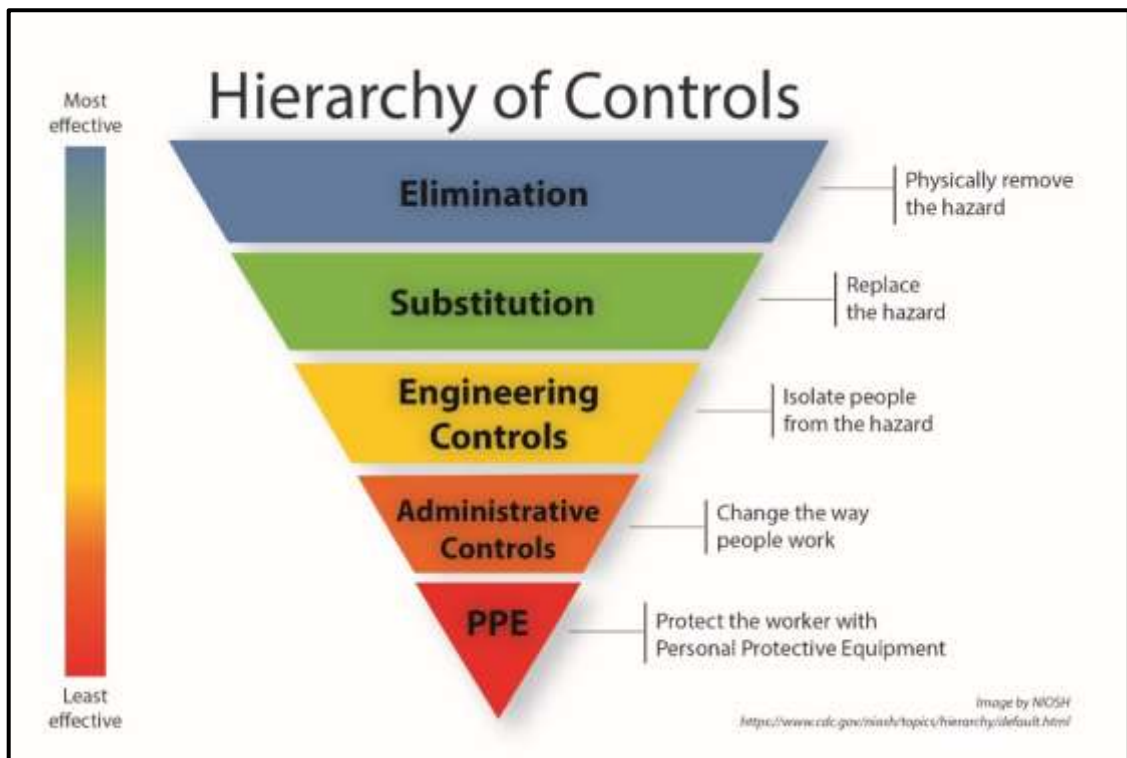 Hierarchy of Controls
Most
effective
Elimination
Physically remove
the hazard
Substitution
Replace
the hazard
Engineering
Controls
Isolate people
from the hazard
Administrative
Controls
Change the way
people work
PPE
Protect the worker with
Personal Protective Equipment
Least
effective
Image by NIOSH
https://www.cdc.gov/niosh/topics/hierarchy/default.html